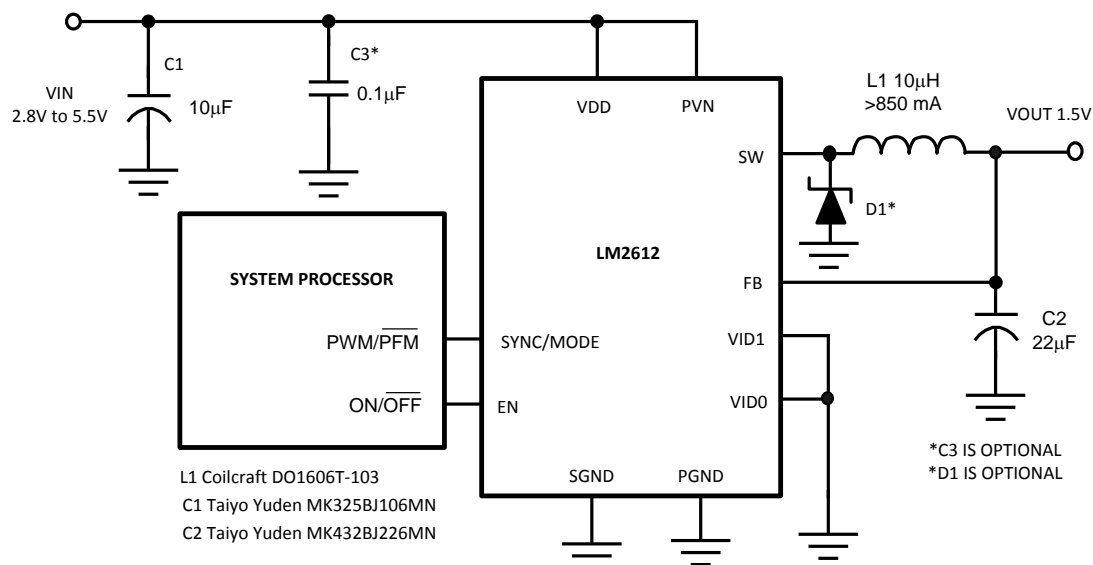 C1
10μF
VIN
2.8V to 5.5V
C3*
0.1μF
VDD
PVN
SW
L1 10μH
>850 mA
VOUT 1.5V
D1*
LM2612
FB
C2
22μF
VID1
VID0
SYSTEM PROCESSOR
PWM/P̅F̅M̅
SYNC/MODE
ON/O̅F̅F̅
EN
SGND
PGND
*C3 IS OPTIONAL
*D1 IS OPTIONAL
L1 Coilcraft DO1606T-103
C1 Taiyo Yuden MK325BJ106MN
C2 Taiyo Yuden MK432BJ226MN